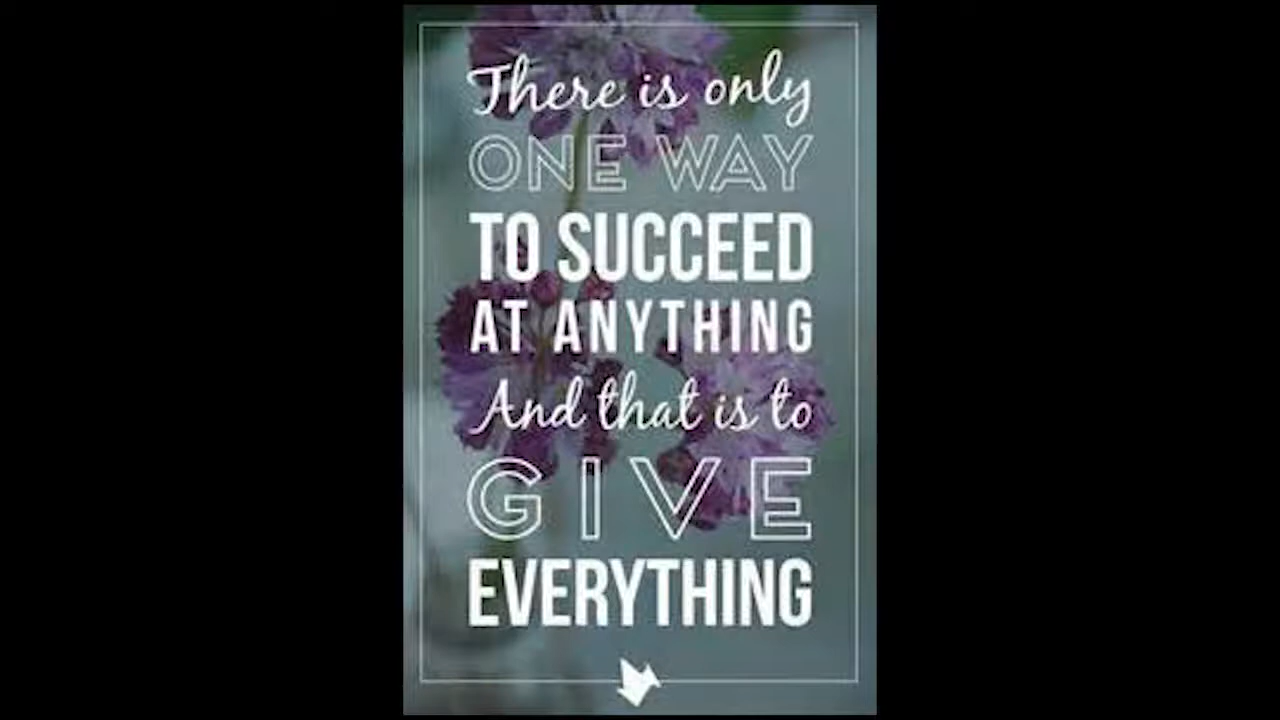 There is only
ONE WAY
TO SUCCEED
AT ANYTHING
And that is to
GIVE
EVERYTHING